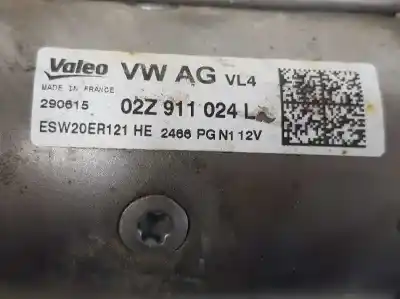 Valeo VW AG VL4
MADE IN FRANCE
290615 02Z 911 024 L
ESW20ER121 HE 2466 PG N1 12V